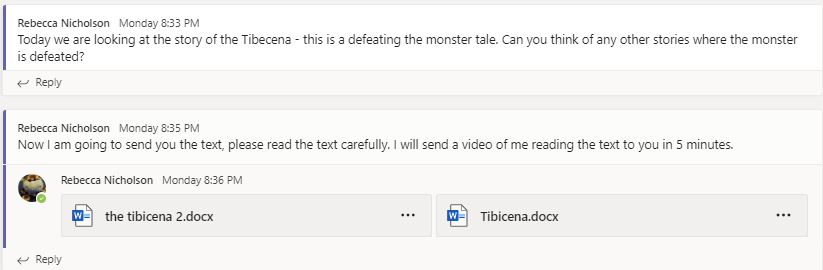 Rebecca Nicholson Monday 8:33 PM
Today we are looking at the story of the Tibecena - this is a defeating the monster tale. Can you think of any other stories where the monster
is defeated?
Reply
Rebecca Nicholson Monday 8:35 PM
Now I am going to send you the text, please read the text carefully. I will send a video of me reading the text to you in 5 minutes.
Rebecca Nicholson Monday 8:36 PM
the tibicena 2.docx ... Tibicena.docx ...
Reply